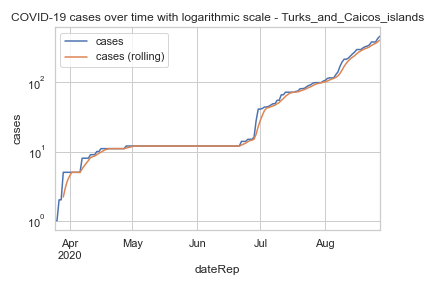 COVID-19 cases over time with logarithmic scale - Turks_and_Caicos_islands
cases
cases (rolling)
10²
10¹
10⁰
cases
Apr
2020
May
Jun
Jul
Aug
dateRep